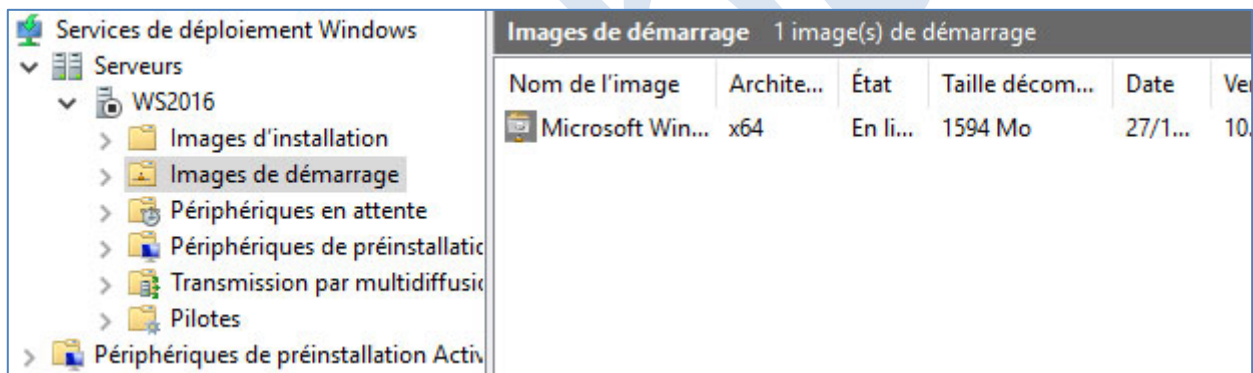 Services de déploiement Windows
Serveurs
WS2016
Images d'installation
Images de démarrage
Périphériques en attente
Périphériques de préinstallatic
Transmission par multidiffusio
Pilotes
Périphériques de préinstallation Activ
Images de démarrage 1 image(s) de démarrage
Nom de l'image Archite... État Taille décom... Date Ver
Microsoft Win... x64 En li... 1594 Mo 27/1... 10.